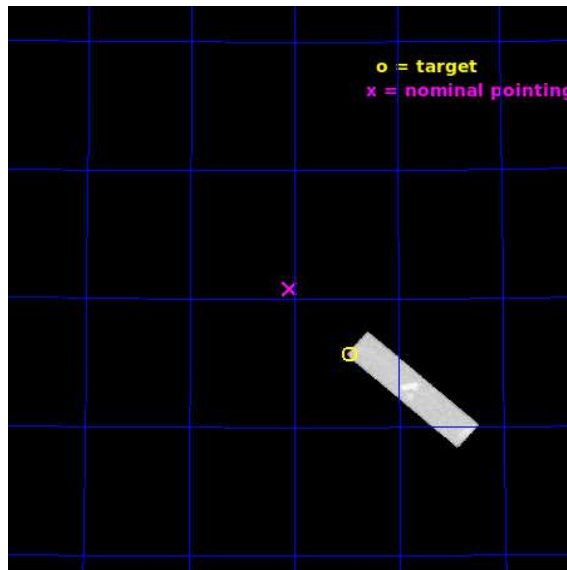 o = target
x = nominal pointing